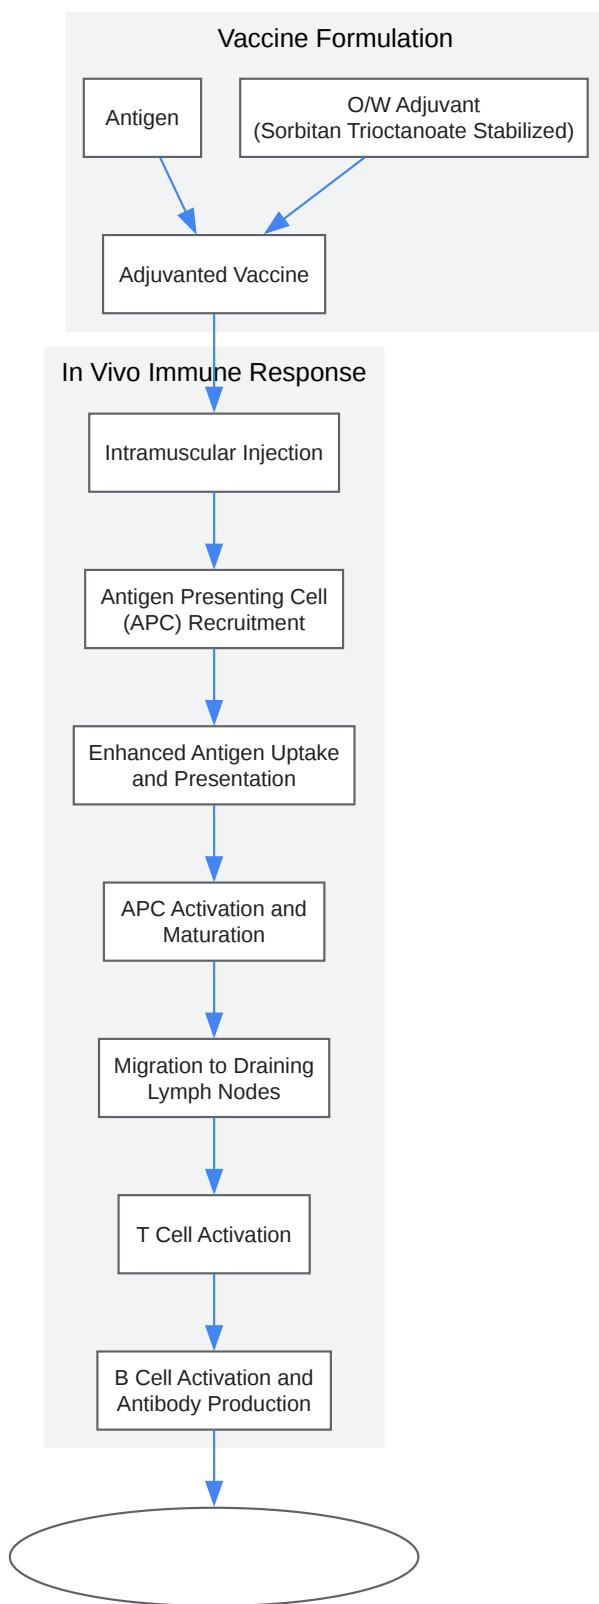 Vaccine Formulation
Antigen
O/W Adjuvant
(Sorbitan Trioctanoate Stabilized)
Adjuvanted Vaccine
In Vivo Immune Response
Intramuscular Injection
Antigen Presenting Cell
(APC) Recruitment
Enhanced Antigen Uptake
and Presentation
APC Activation and
Maturation
Migration to Draining
Lymph Nodes
T Cell Activation
B Cell Activation and
Antibody Production